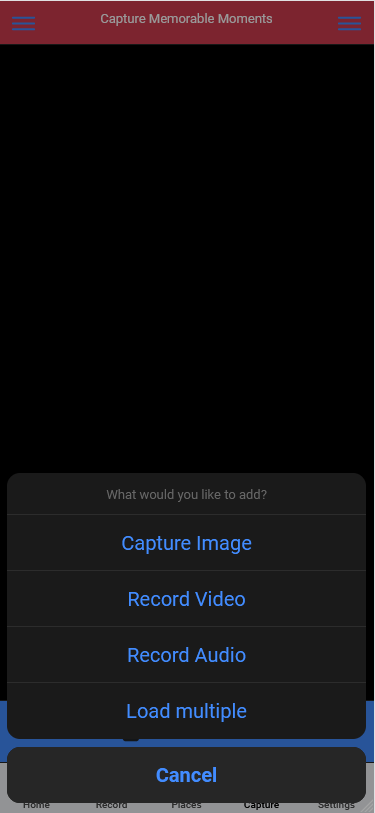 Capture Memorable Moments
What would you like to add?
Capture Image
Record Video
Record Audio
Load multiple
Cancel
Home Record Places Capture Settings